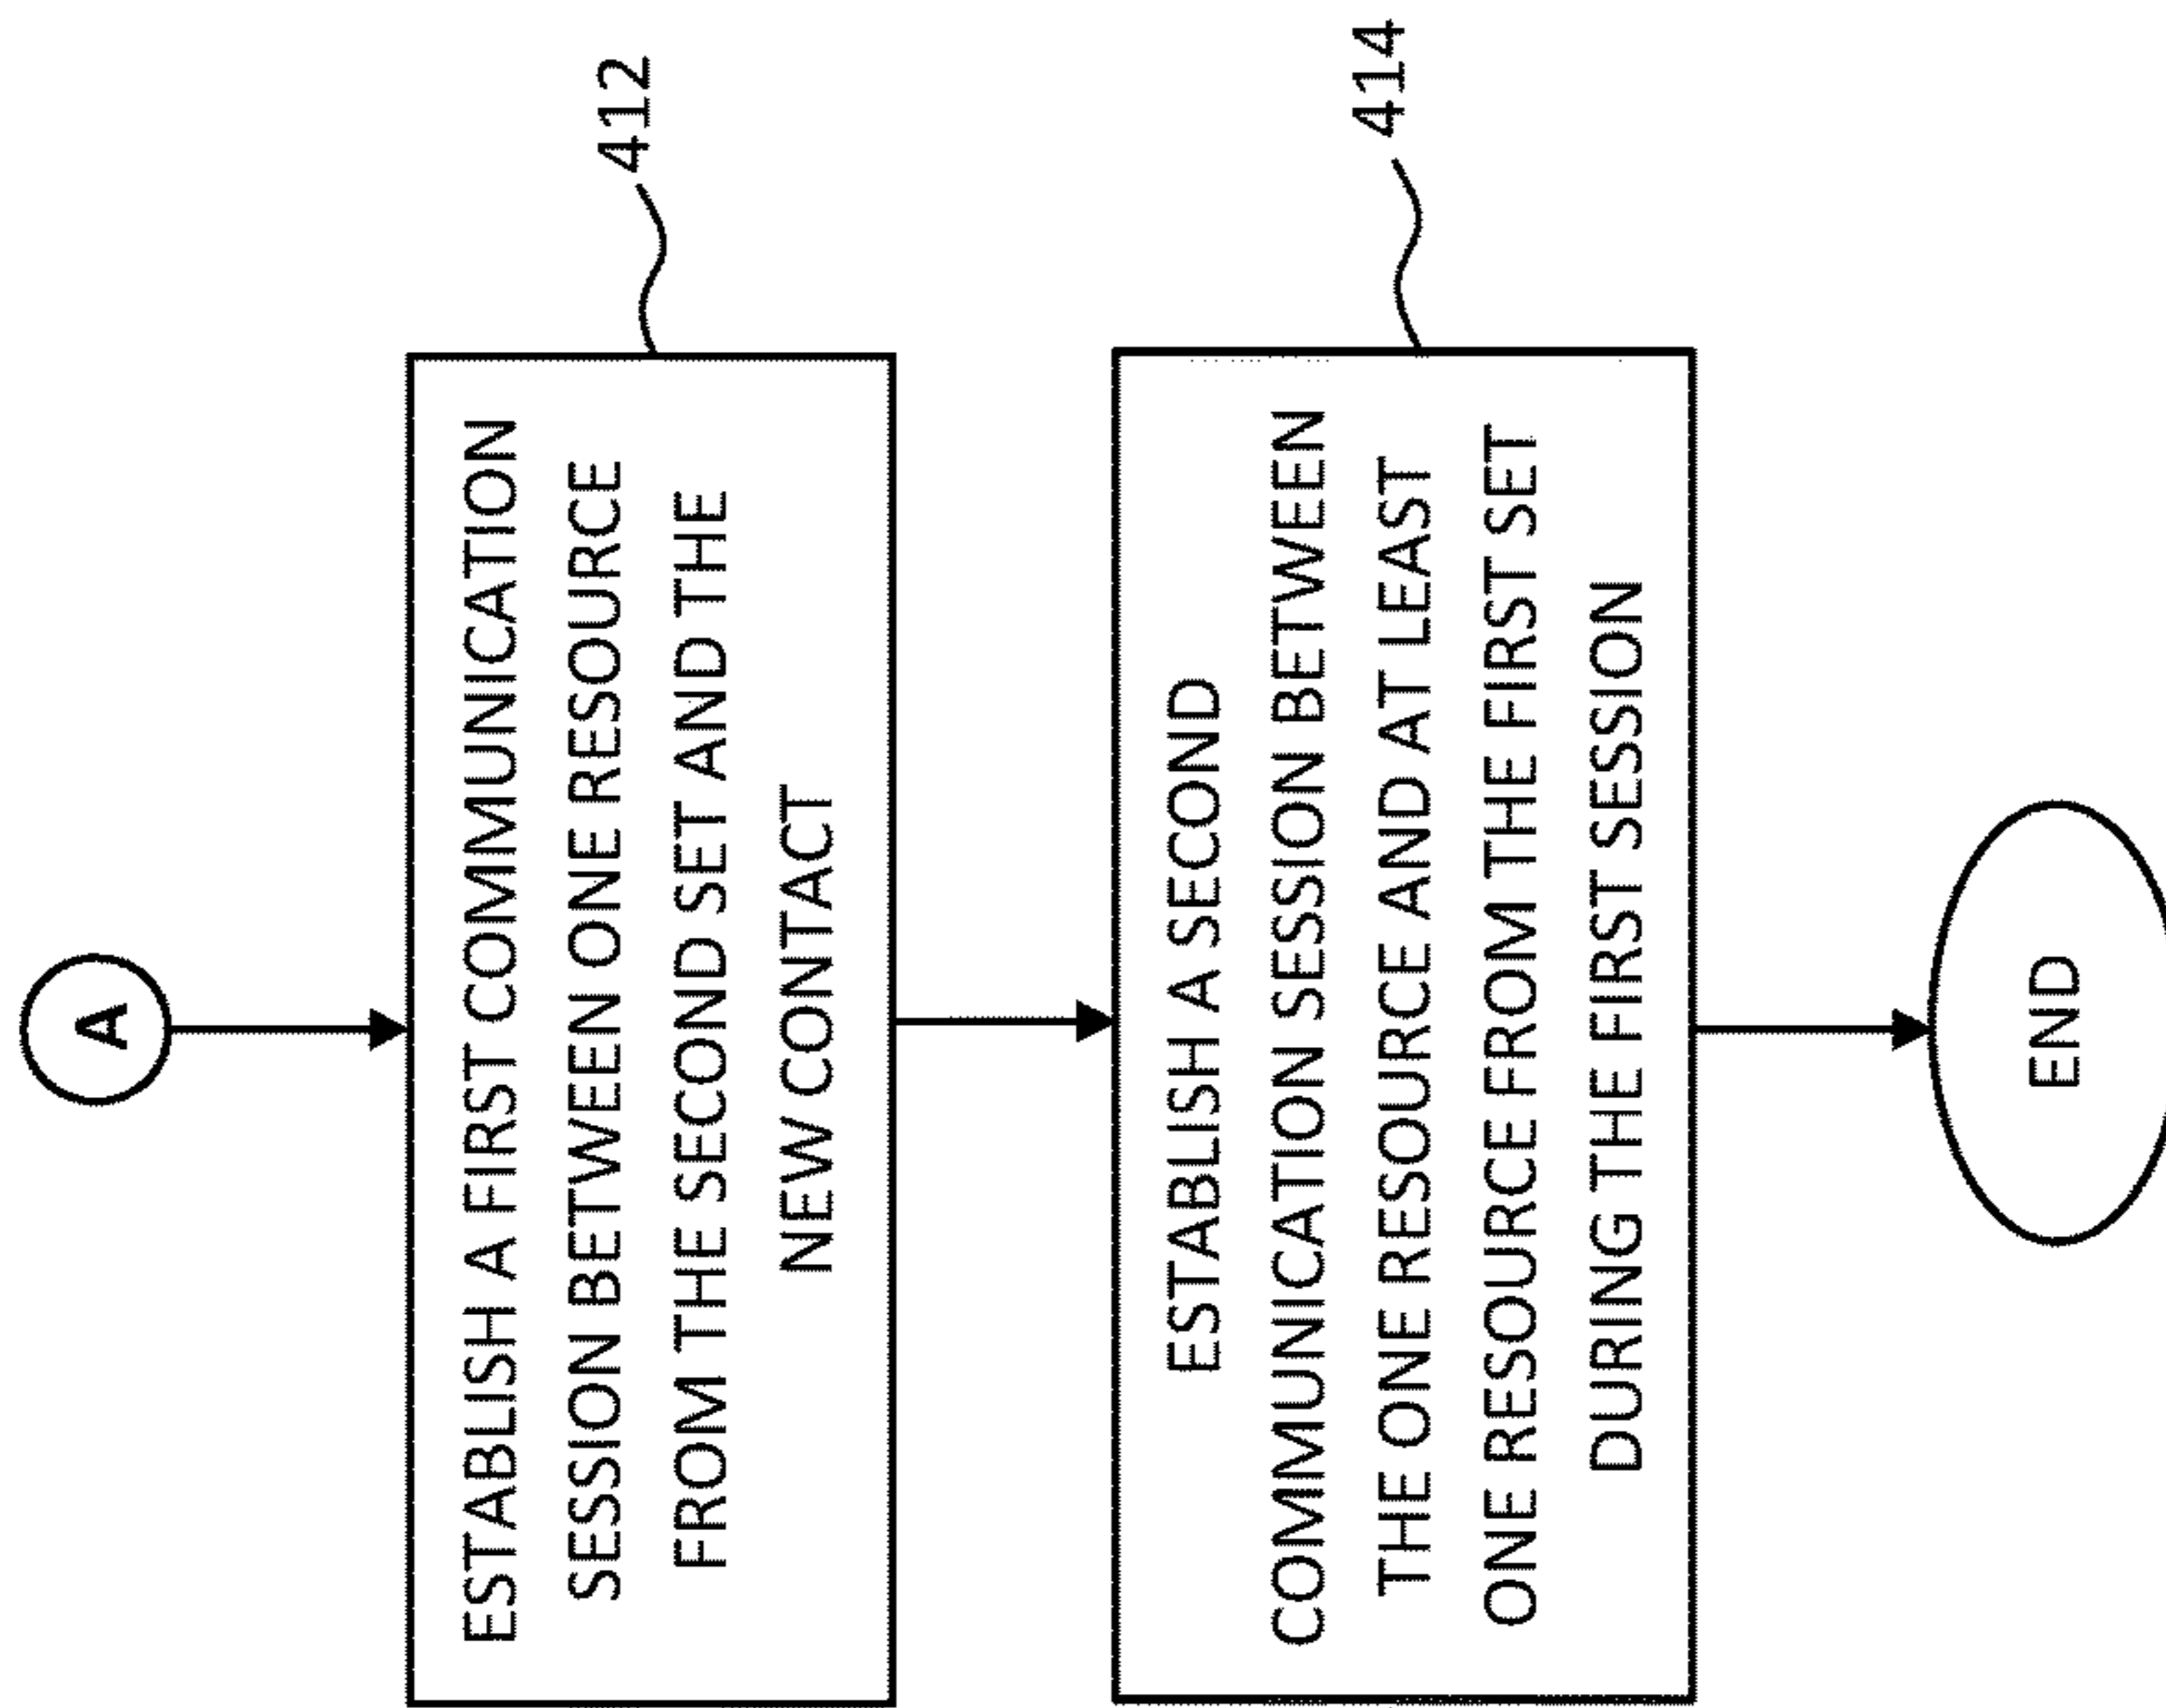 A
ESTABLISH A FIRST COMMUNICATION
SESSION BETWEEN ONE RESOURCE
FROM THE SECOND SET AND THE
NEW CONTACT
412
ESTABLISH A SECOND
COMMUNICATION SESSION BETWEEN
THE ONE RESOURCE AND AT LEAST
ONE RESOURCE FROM THE FIRST SET
DURING THE FIRST SESSION
414
END